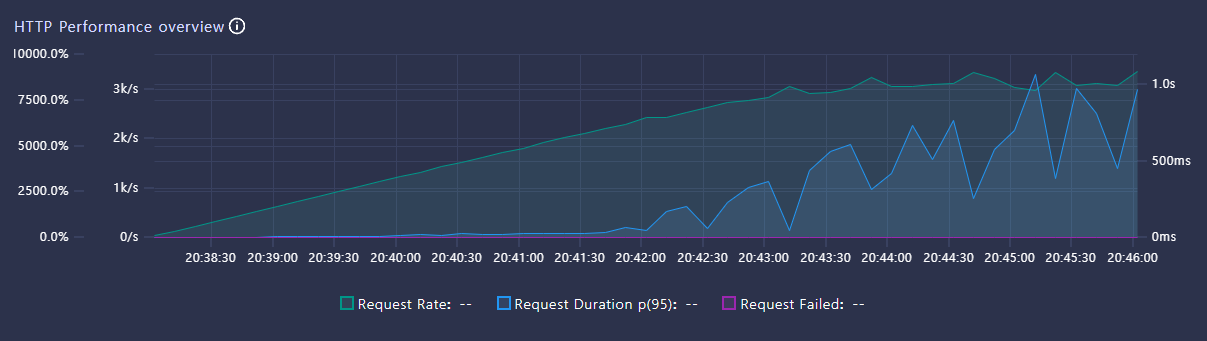 HTTP Performance overview
10000.0%
7500.0%
5000.0%
2500.0%
0.0%
3k/s
2k/s
1k/s
0/s
1.0s
500ms
0ms
20:38:30 20:39:00 20:39:30 20:40:00 20:40:30 20:41:00 20:41:30 20:42:00 20:42:30 20:43:00 20:43:30 20:44:00 20:44:30 20:45:00 20:45:30 20:46:00
Request Rate: -- Request Duration p(95): -- Request Failed: --